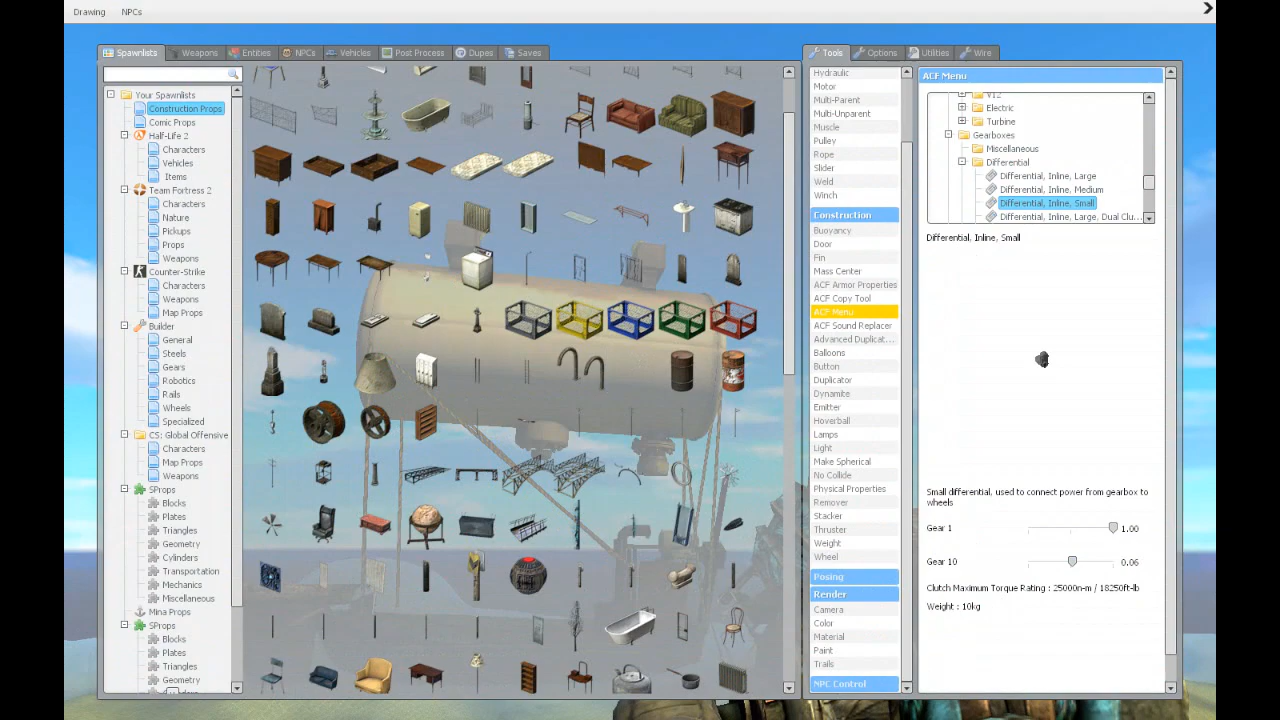 Drawing NPCs
Spawnlists Weapons Entities NPCs Vehicles Post Process Dupes Saves
Your Spawnlists
Construction Props
Comic Props
Half-Life 2
Characters
Vehicles
Items
Team Fortress 2
Characters
Nature
Pickups
Props
Weapons
Counter-Strike
Characters
Weapons
Map Props
Builder
General
Steels
Gears
Robotics
Rails
Wheels
Specialized
CS: Global Offensive
Characters
Map Props
Weapons
SProps
Blocks
Plates
Triangles
Geometry
Cylinders
Transportation
Mechanics
Miscellaneous
Mina Props
SProps
Blocks
Plates
Triangles
Geometry
Tools Options Utilities Wire
Hydraulic
Motor
Multi-Parent
Multi-Unparent
Muscle
Pulley
Rope
Slider
Weld
Winch
Construction
Buoyancy
Door
Fin
Mass Center
ACF Armor Properties
ACF Copy Tool
ACF Menu
ACF Sound Replacer
Advanced Duplicat...
Balloons
Button
Duplicator
Dynamite
Emitter
Hoverball
Lamps
Light
Make Spherical
No Collide
Physical Properties
Remover
Stacker
Thruster
Weight
Wheel
Posing
Render
Camera
Color
Material
Paint
Trails
NPC Control
ACF Menu
V12
Electric
Turbine
Gearboxes
Miscellaneous
Differential
Differential, Inline, Large
Differential, Inline, Medium
Differential, Inline, Small
Differential, Inline, Large, Dual Clu...
Differential, Inline, Small
Small differential, used to connect power from gearbox to
wheels
Gear 1 1.00
Gear 10 0.06
Clutch Maximum Torque Rating : 25000n-m / 18250ft-lb
Weight : 10kg